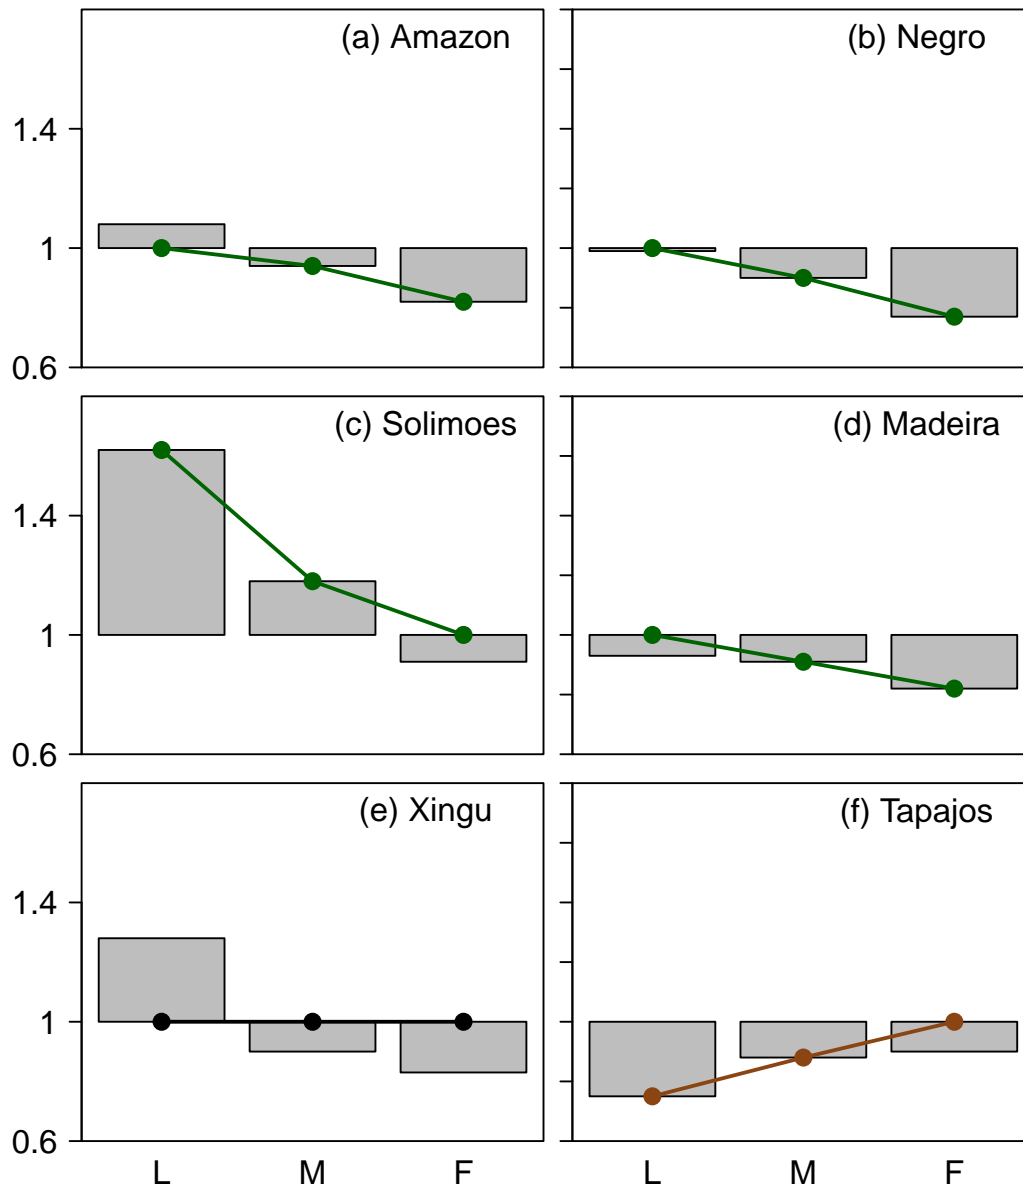 (a) Amazon
(b) Negro
1.4
1
0.6
(c) Solimoes
(d) Madeira
1.4
1
0.6
(e) Xingu
(f) Tapajos
1.4
1
0.6
L M F L M F